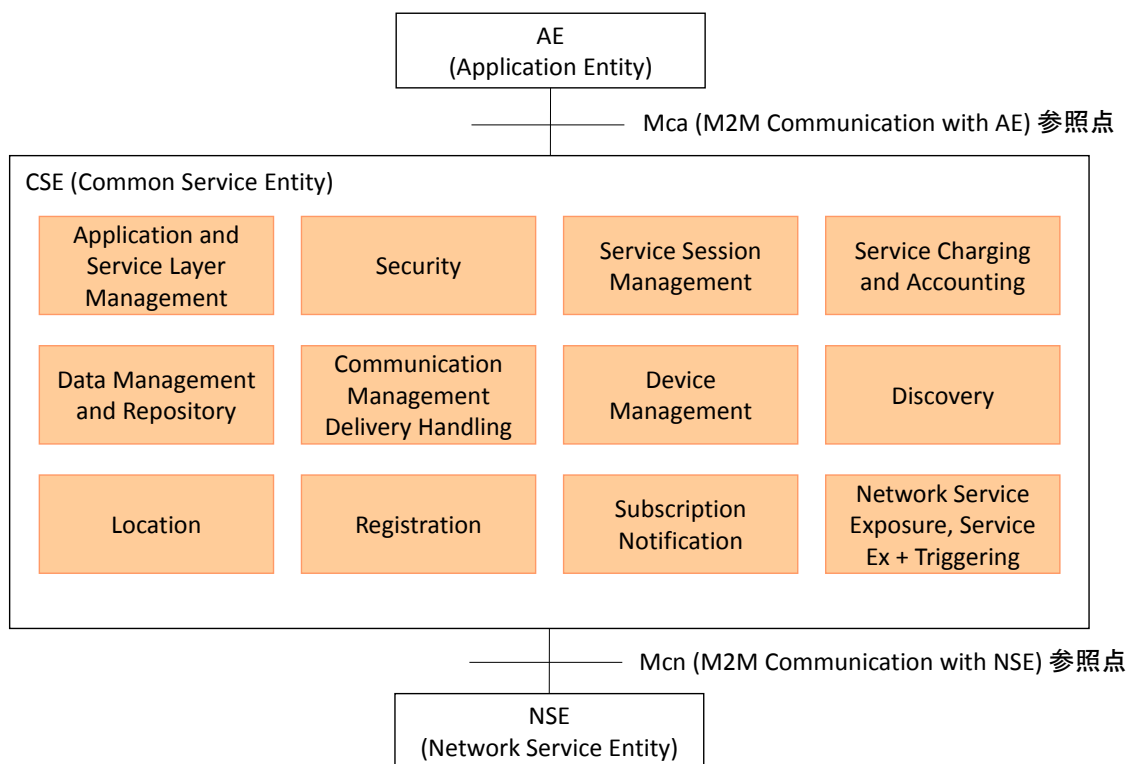 AE
(Application Entity)
Mca (M2M Communication with AE) 参照点
CSE (Common Service Entity)
Application and
Service Layer
Management
Security
Service Session
Management
Service Charging
and Accounting
Data Management
and Repository
Communication
Management
Delivery Handling
Device
Management
Discovery
Location
Registration
Subscription
Notification
Network Service
Exposure, Service
Ex + Triggering
Mcn (M2M Communication with NSE) 参照点
NSE
(Network Service Entity)